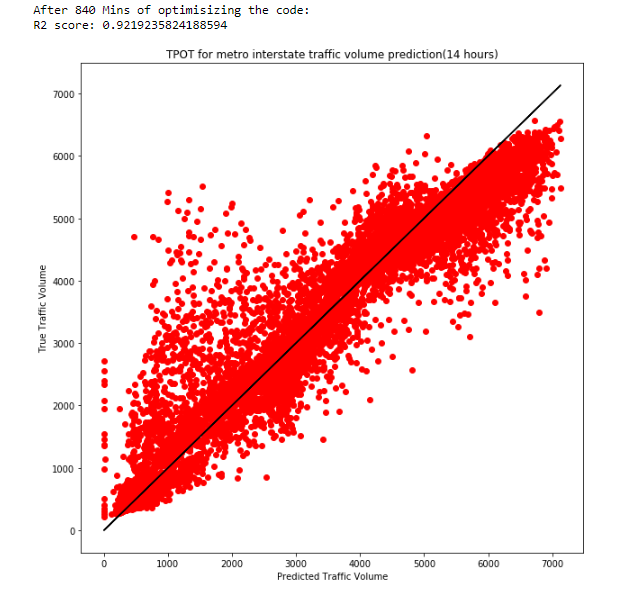 After 840 Mins of optimisizing the code:
R2 score: 0.9219235824188594
TPOT for metro interstate traffic volume prediction(14 hours)
7000
6000
5000
4000
3000
2000
1000
0
True Traffic Volume
0 1000 2000 3000 4000 5000 6000 7000
Predicted Traffic Volume